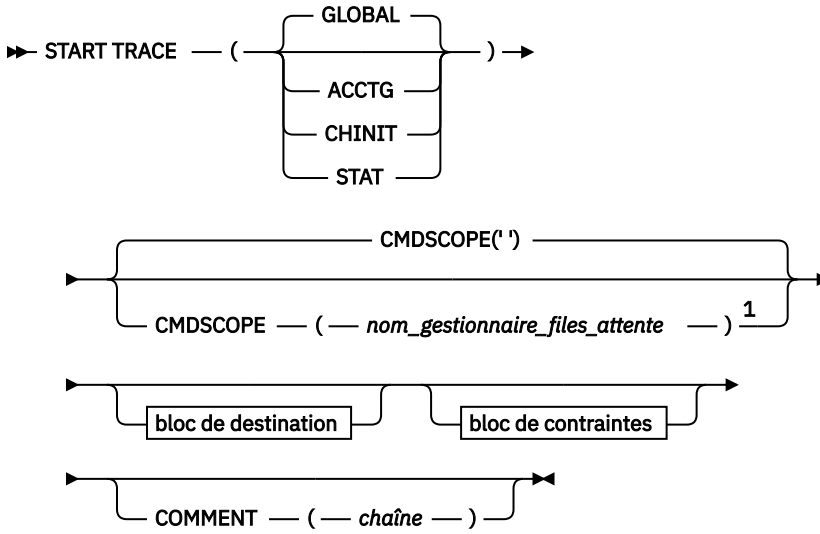 GLOBAL
START TRACE ( )
ACCTG
CHINIT
STAT
CMDSCOPE(' ')
CMDSCOPE ( nom_gestionnaire_files_attente ) 1
bloc de destination bloc de contraintes
COMMENT ( chaîne )